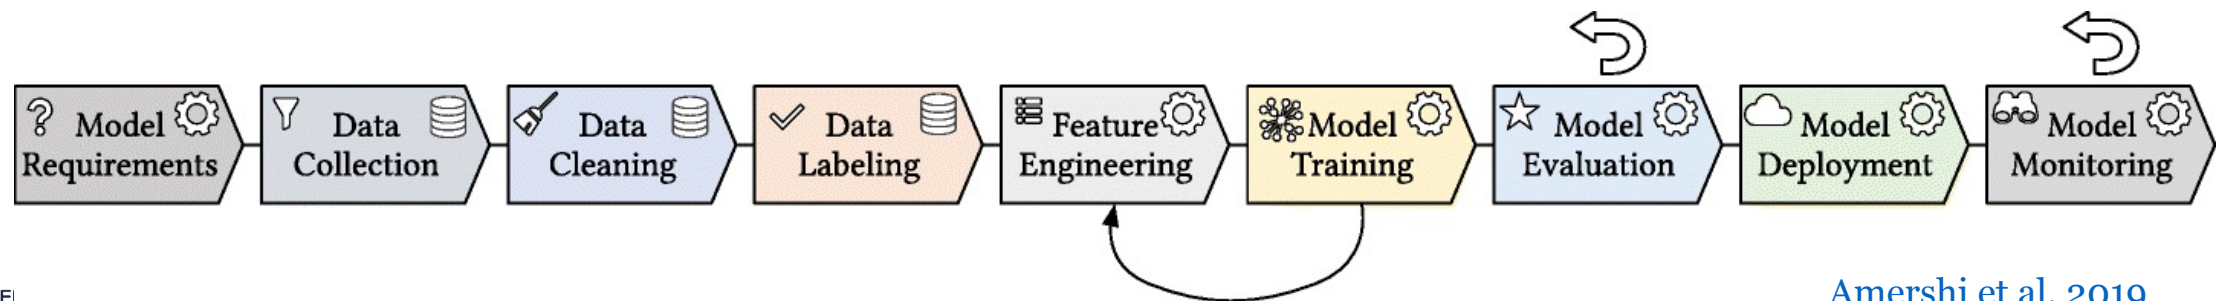 Model
Requirements
Data
Collection
Data
Cleaning
Data
Labeling
Feature
Engineering
Model
Training
Model
Evaluation
Model
Deployment
Model
Monitoring
Amershi et al. 2019